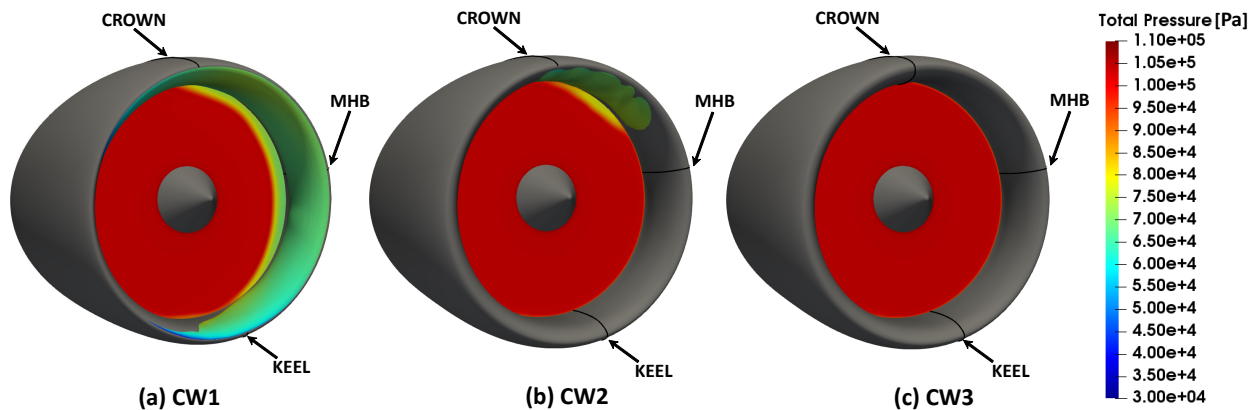 CROWN
MHB
KEEL
(a) CW1
CROWN
MHB
KEEL
(b) CW2
CROWN
MHB
KEEL
(c) CW3
Total Pressure [Pa]
1.10e+05
1.05e+5
1.00e+5
9.50e+4
9.00e+4
8.50e+4
8.00e+4
7.50e+4
7.00e+4
6.50e+4
6.00e+4
5.50e+4
5.00e+4
4.50e+4
4.00e+4
3.50e+4
3.00e+04